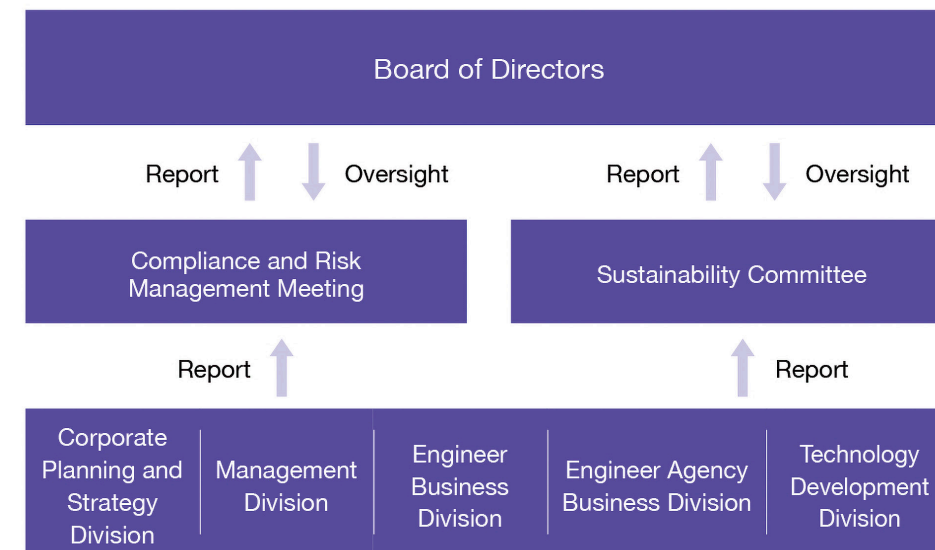 Board of Directors
Report
Oversight
Report
Oversight
Compliance and Risk
Management Meeting
Sustainability Committee
Report
Report
Corporate
Planning and
Strategy
Division
Management
Division
Engineer
Business
Division
Engineer Agency
Business Division
Technology
Development
Division